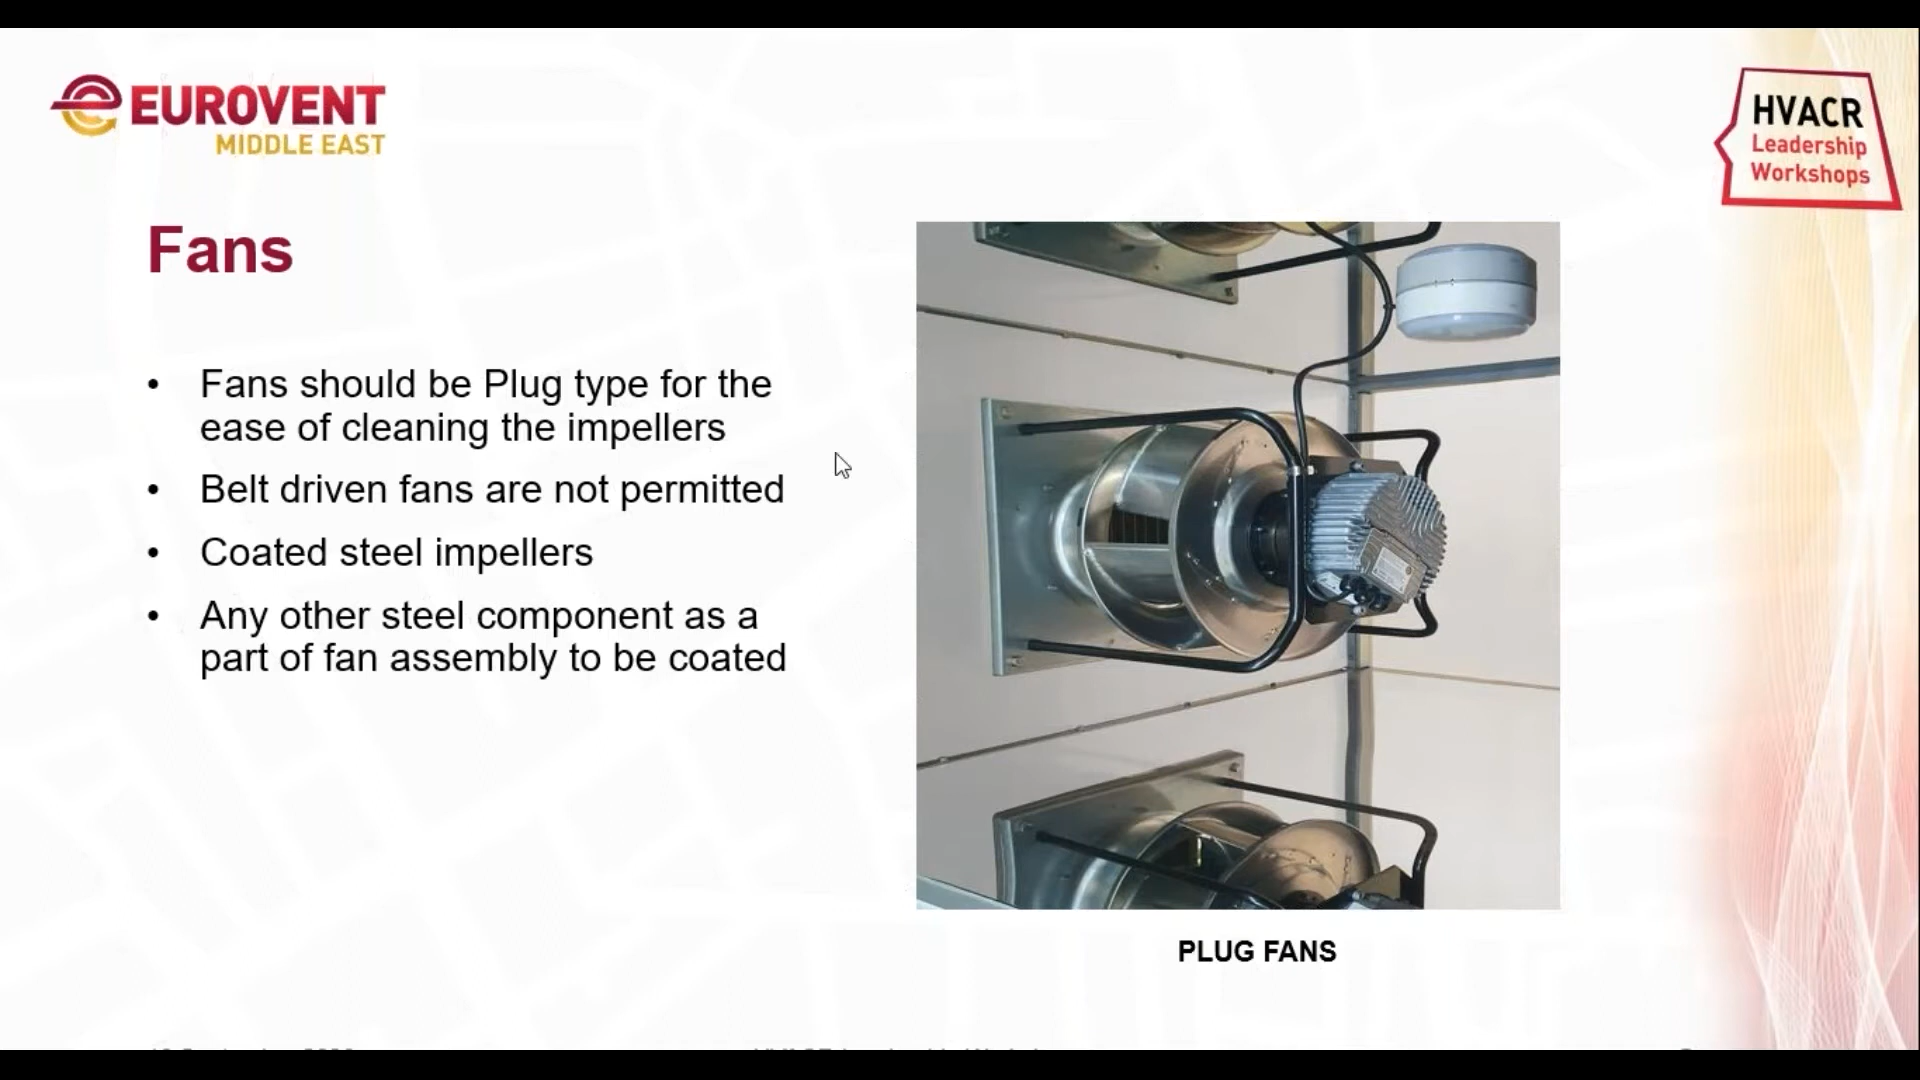 EUROVENT
MIDDLE EAST
HVACR
Leadership
Workshops
Fans
• Fans should be Plug type for the
ease of cleaning the impellers
• Belt driven fans are not permitted
• Coated steel impellers
• Any other steel component as a
part of fan assembly to be coated
PLUG FANS